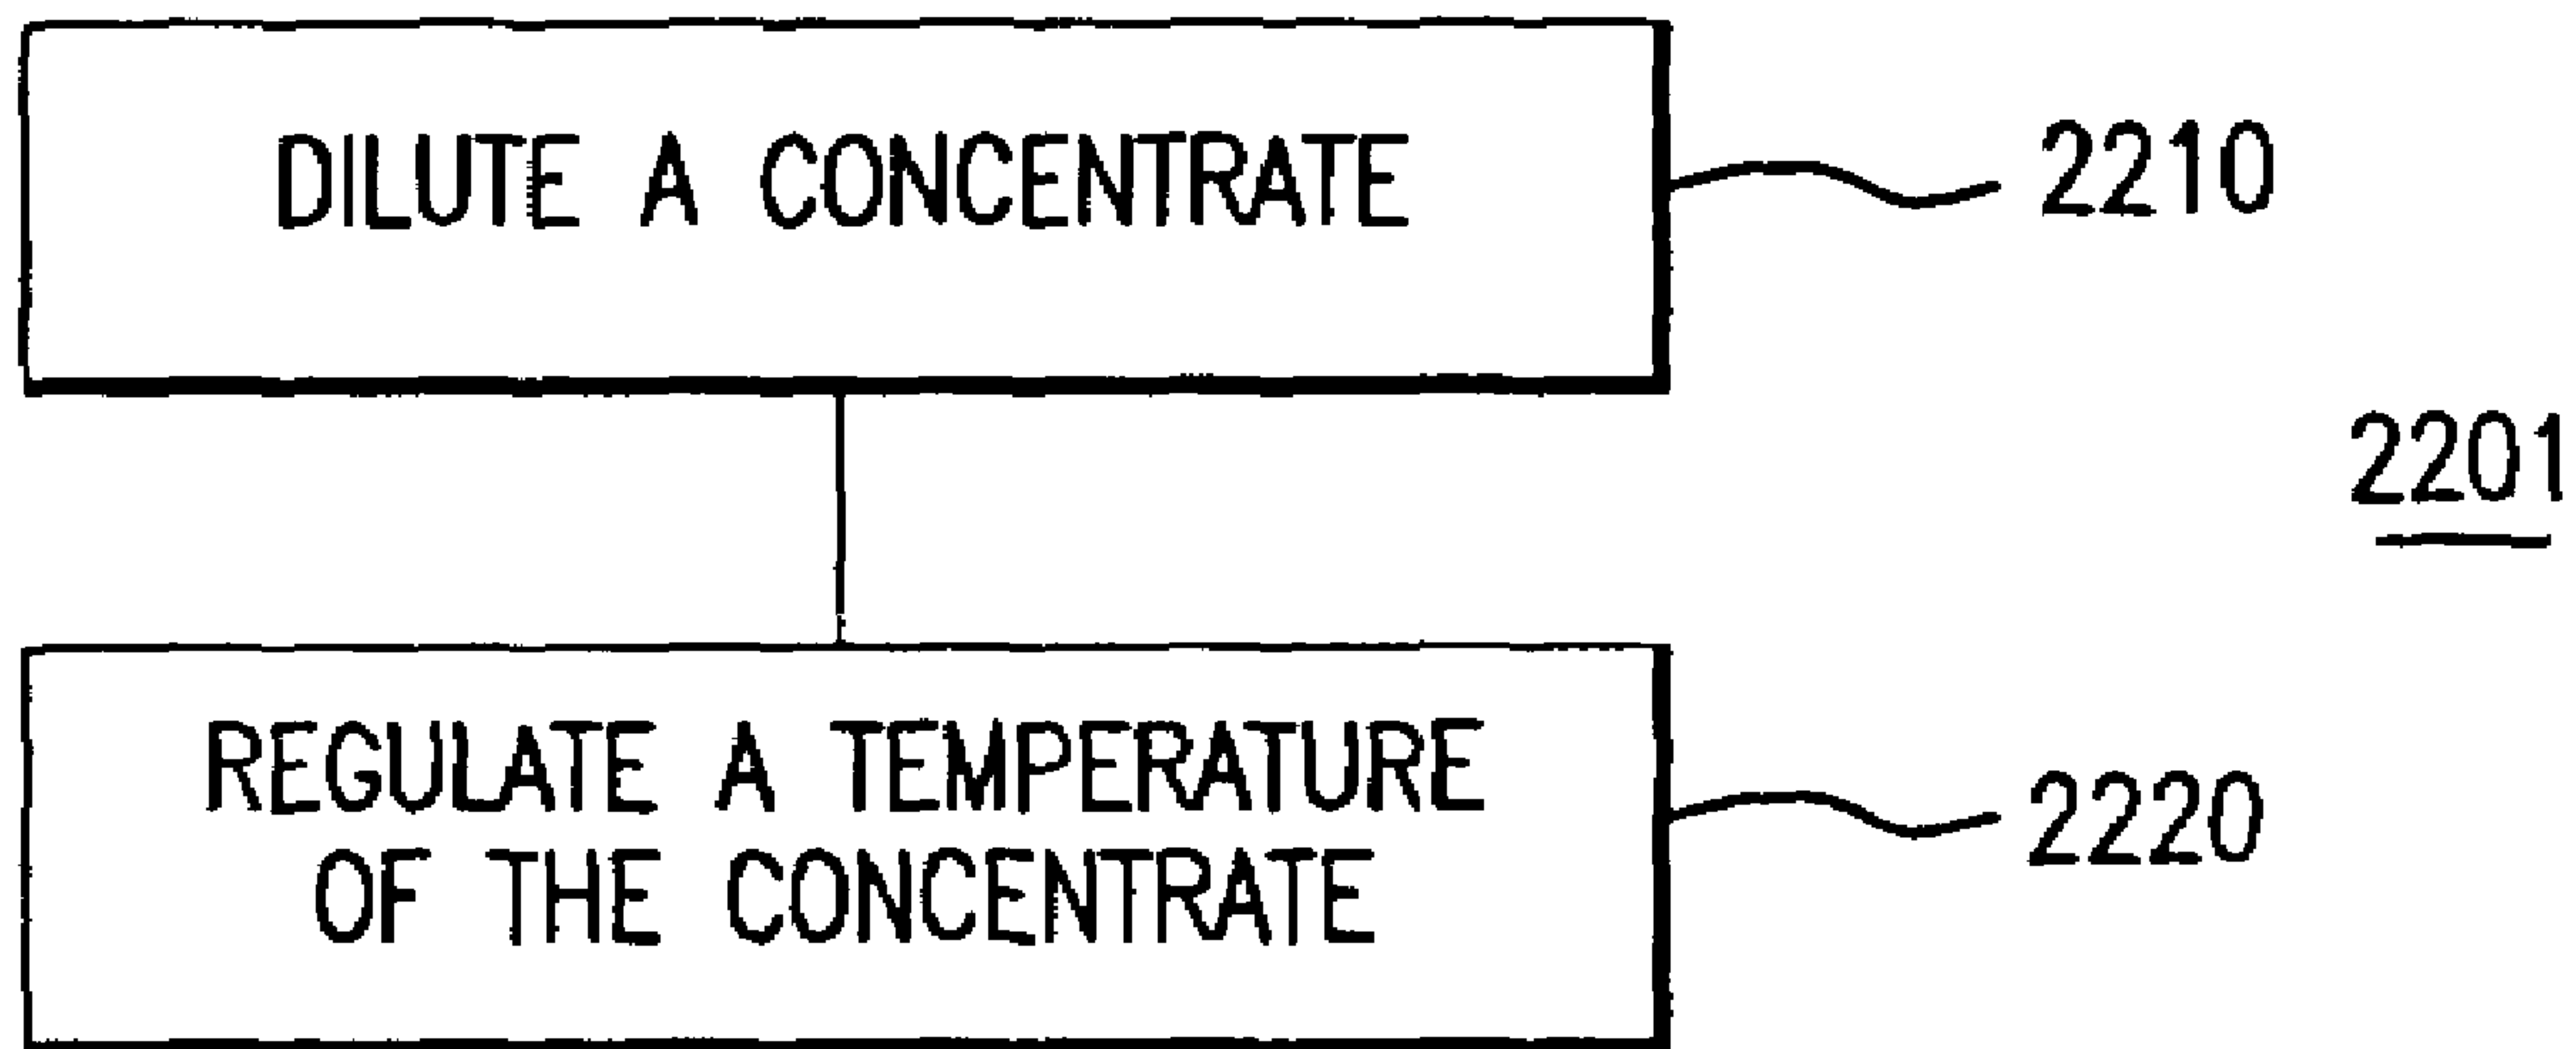 DILUTE A CONCENTRATE
2210
2201
REGULATE A TEMPERATURE
OF THE CONCENTRATE
2220